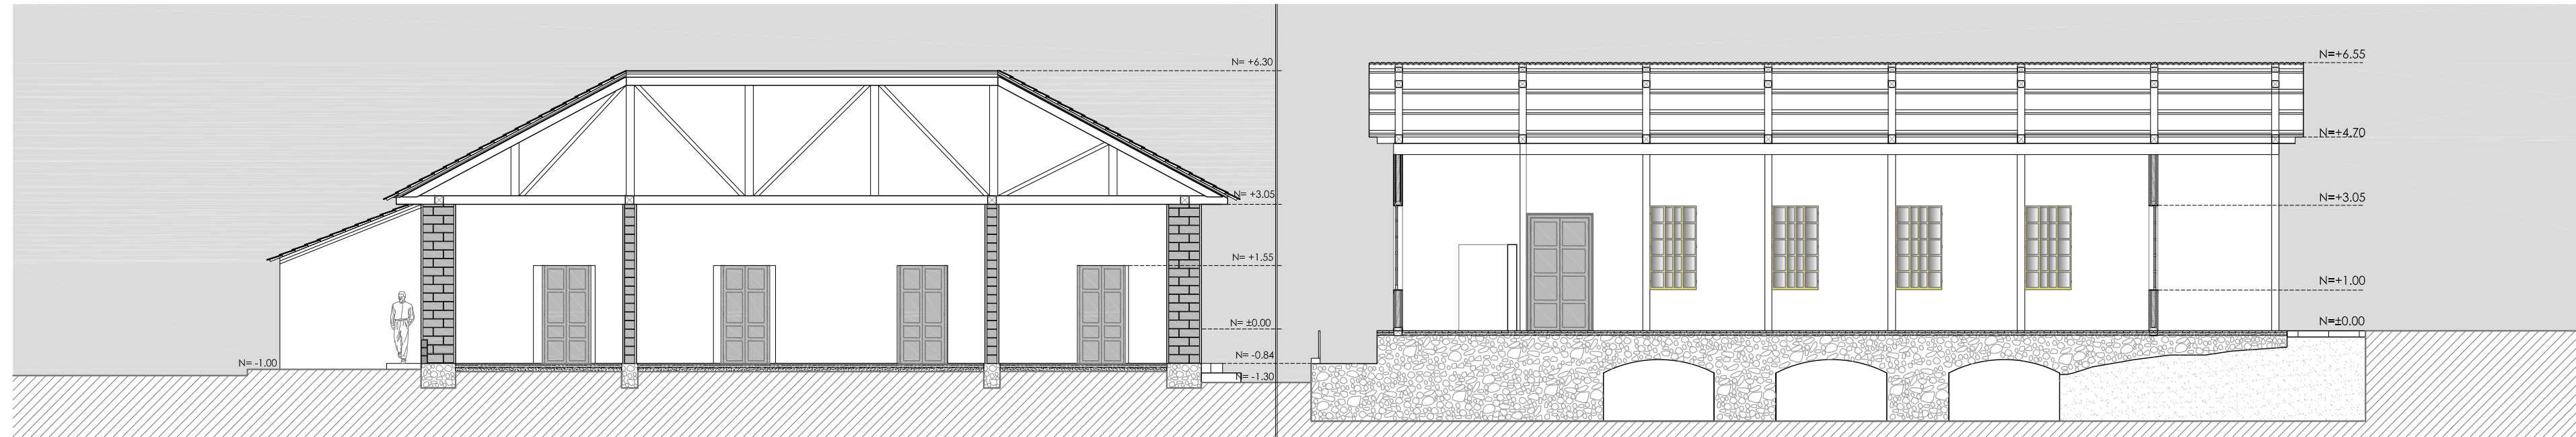 N= +6.30
N= +3.05
N= +1.55
N= ±0.00
N= -0.84
N= -1.00
N= -1.30
N=+6.55
N=+4.70
N=+3.05
N=+1.00
N=±0.00